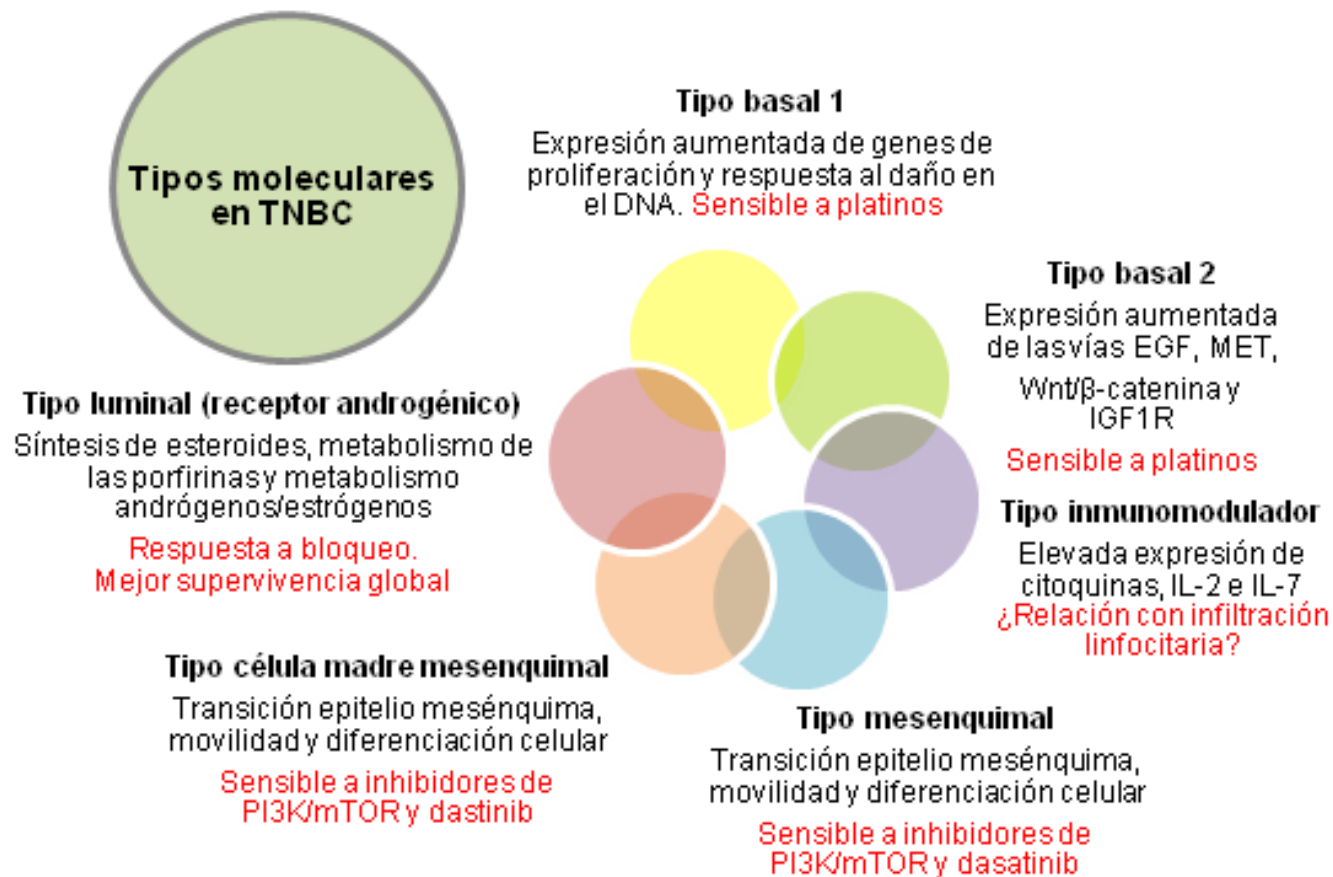 Tipos moleculares
en TNBC
Tipo basal 1
Expresión aumentada de genes de
proliferación y respuesta al daño en
el DNA. Sensible a platinos
Tipo basal 2
Expresión aumentada
de lasvías EGF, MET,
Wnt/β-catenina y
IGF1R
Sensible a platinos
Tipo inmunomodulador
Elevada expresión de
citoquinas, IL-2 e IL-7
¿Relación con infiltración
linfocitaria?
Tipo mesenquimal
Transición epitelio mesénquima,
movilidad y diferenciación celular
Sensible a inhibidores de
PI3K/mTOR y dasatinib
Tipo célula madre mesenquimal
Transición epitelio mesénquima,
movilidad y diferenciación celular
Sensible a inhibidores de
PI3K/mTOR y dastinib
Tipo luminal (receptor androgénico)
Síntesis de esteroides, metabolismo de
las porfirinas y metabolismo
andrógenos/estrógenos
Respuesta a bloqueo.
Mejor supervivencia global